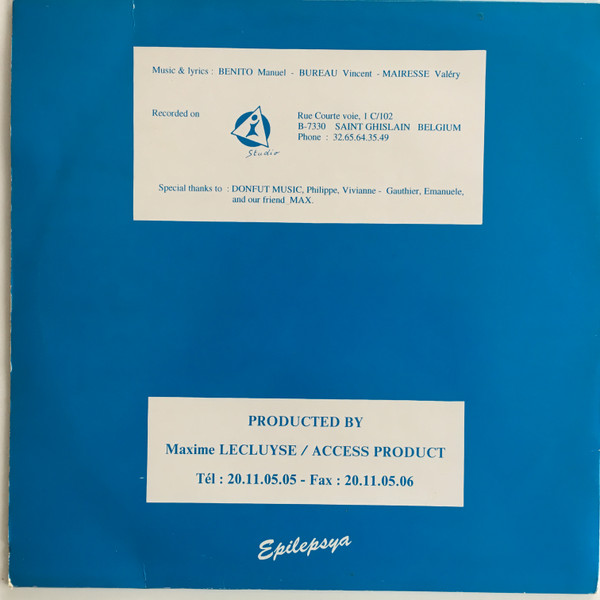 Music & lyrics : BENITO Manuel - BUREAU Vincent - MAIRESSE Valéry
Recorded on
Studio
Rue Courte voie, 1 C/102
B-7330 SAINT GHISLAIN BELGIUM
Phone : 32.65.64.35.49
Special thanks to : DONFUT MUSIC, Philippe, Vivianne - Gauthier, Emanuele,
and our friend MAX.
PRODUCTED BY
Maxime LECLUYSE / ACCESS PRODUCT
Tél : 20.11.05.05 - Fax : 20.11.05.06
Epilepsya